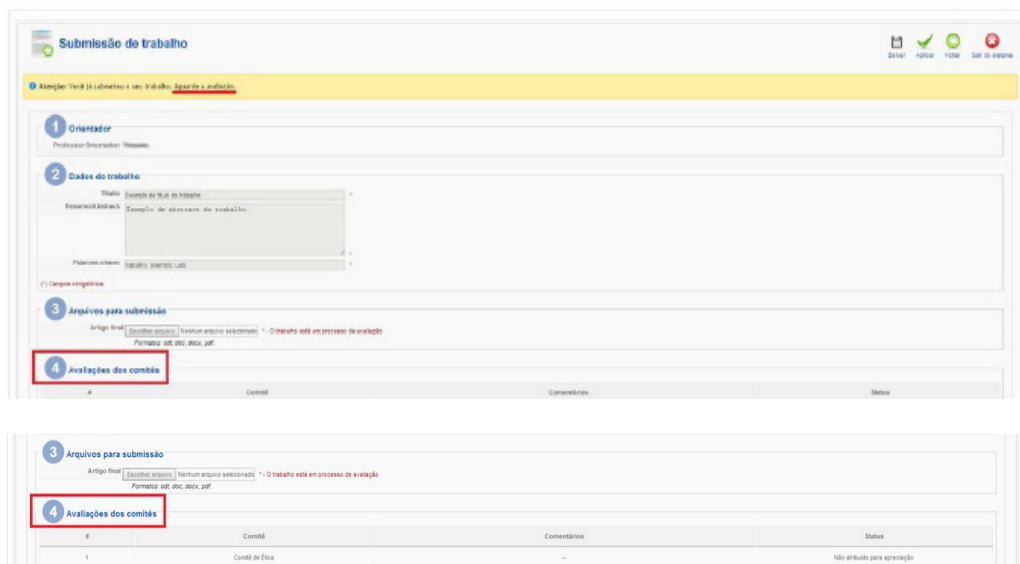 Submissão de trabalho
Salvar Aplicar Voltar Sair do sistema
Atenção: Você já submeteu o seu trabalho. Aguarde a avaliação.
1 Orientador
Professor Orientador:
2 Dados do trabalho
Título Exemplo de título do trabalho *
Resumo/Abstract Exemplo de abstract do trabalho.
*
Palavras-chave trabalho, exemplo, *
(*) Campos obrigatórios.
3 Arquivos para submissão
Artigo final Escolher arquivo Nenhum arquivo selecionado * - O trabalho está em processo de avaliação
Formatos: odt, doc, docx, pdf.
4 Avaliações dos comitês
# Comitê Comentários Status
3 Arquivos para submissão
Artigo final Escolher arquivo Nenhum arquivo selecionado * - O trabalho está em processo de avaliação
Formatos: odt, doc, docx, pdf.
4 Avaliações dos comitês
# Comitê Comentários Status
1 Comitê de Ética -- Não atribuído para apreciação